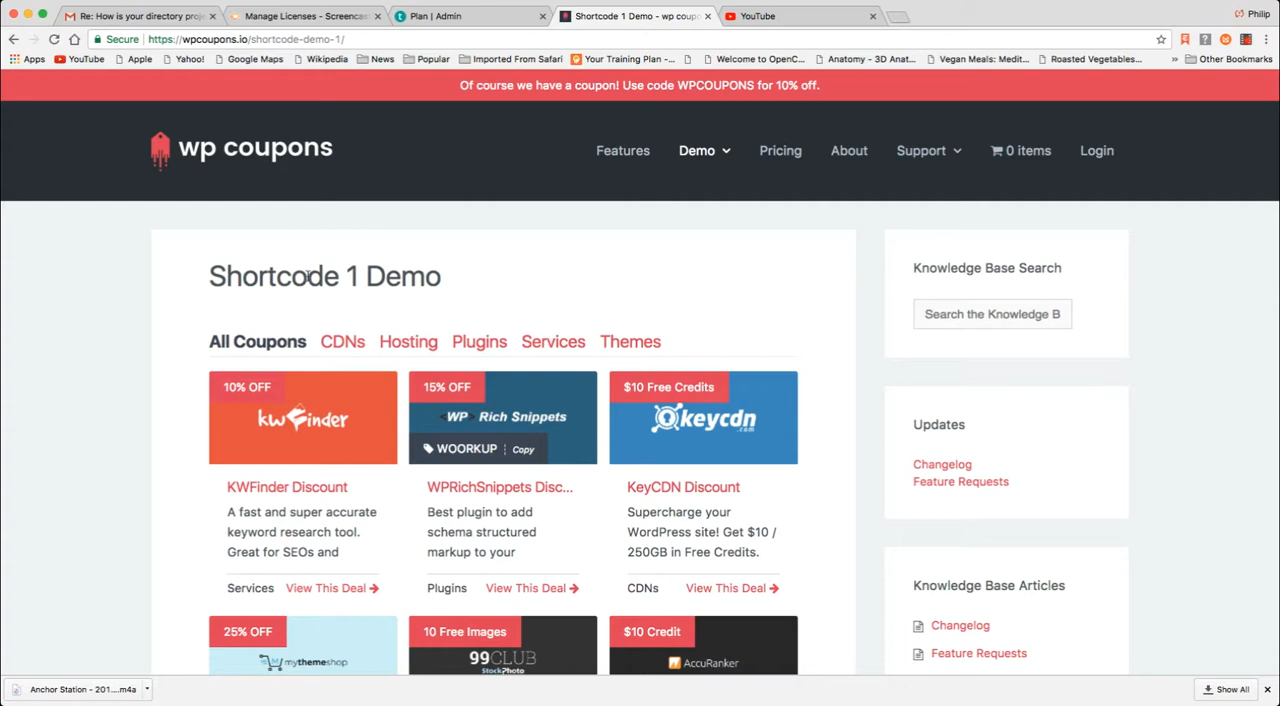 Re: How is your directory proje
Manage Licenses - Screencas
Plan | Admin
Shortcode 1 Demo - wp coupo
YouTube
Philip
Secure
https://wpcoupons.io/shortcode-demo-1/
Apps
YouTube
Apple
Yahoo!
Google Maps
Wikipedia
News
Popular
Imported From Safari
Your Training Plan -...
Welcome to OpenC...
Anatomy - 3D Anat...
Vegan Meals: Medit...
Roasted Vegetables...
»
Other Bookmarks
Of course we have a coupon! Use code WPCOUPONS for 10% off.
wp coupons
Features
Demo
Pricing
About
Support
0 items
Login
Shortcode 1 Demo
All Coupons
CDNs
Hosting
Plugins
Services
Themes
10% OFF
kwfinder
KWFinder Discount
A fast and super accurate
keyword research tool.
Great for SEOs and
Services
View This Deal
15% OFF
<WP> Rich Snippets
WOORKUP
Copy
WPRichSnippets Disc...
Best plugin to add
schema structured
markup to your
Plugins
View This Deal
$10 Free Credits
keycdn
.com
KeyCDN Discount
Supercharge your
WordPress site! Get $10 /
250GB in Free Credits.
CDNs
View This Deal
25% OFF
mythemeshop
10 Free Images
99CLUB
StockPhoto
$10 Credit
AccuRanker
Knowledge Base Search
Search the Knowledge B
Updates
Changelog
Feature Requests
Knowledge Base Articles
Changelog
Feature Requests
Anchor Station - 201....m4a
Show All